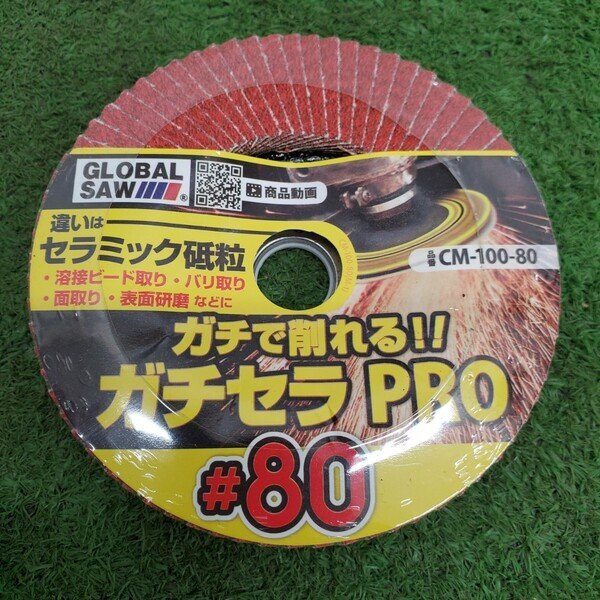 GLOBAL
SAW
®
商品動画
違いは
セラミック砥粒
・溶接ビード取り・バリ取り
・面取り・表面研磨 などに
品番 CM-100-80
ガチで削れる!!
ガチセラ PRO
#80